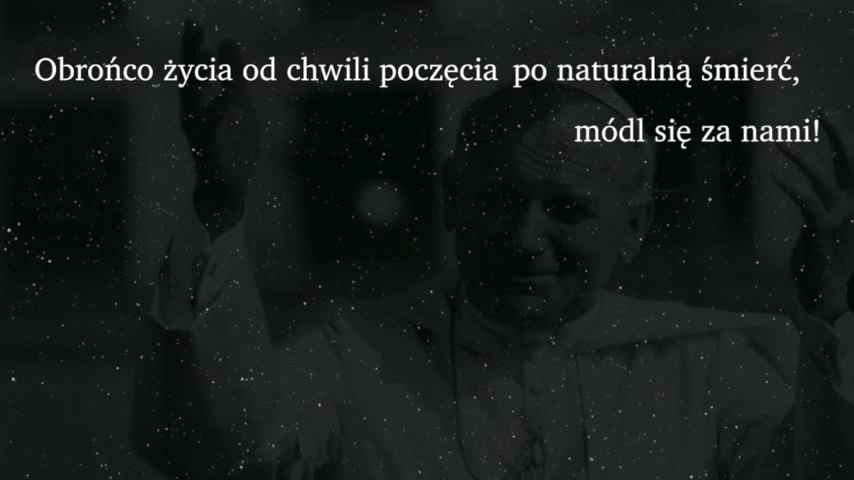 Obrońco życia od chwili poczęcia po naturalną śmierć,
módl się za nami!